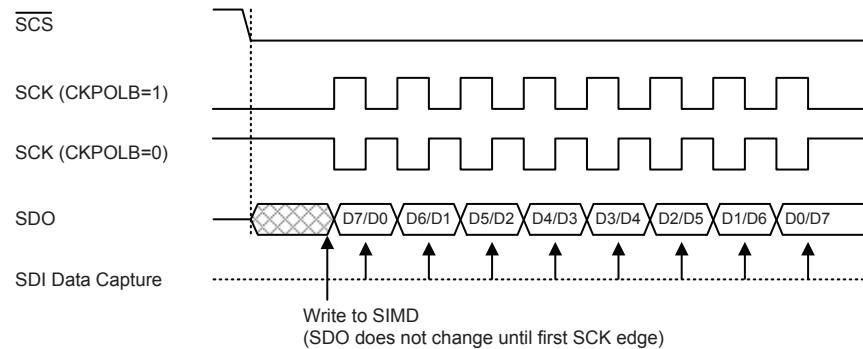 SCS
SCK (CKPOLB=1)
SCK (CKPOLB=0)
SDO
D7/D0 D6/D1 D5/D2 D4/D3 D3/D4 D2/D5 D1/D6 D0/D7
SDI Data Capture
Write to SIMD
(SDO does not change until first SCK edge)